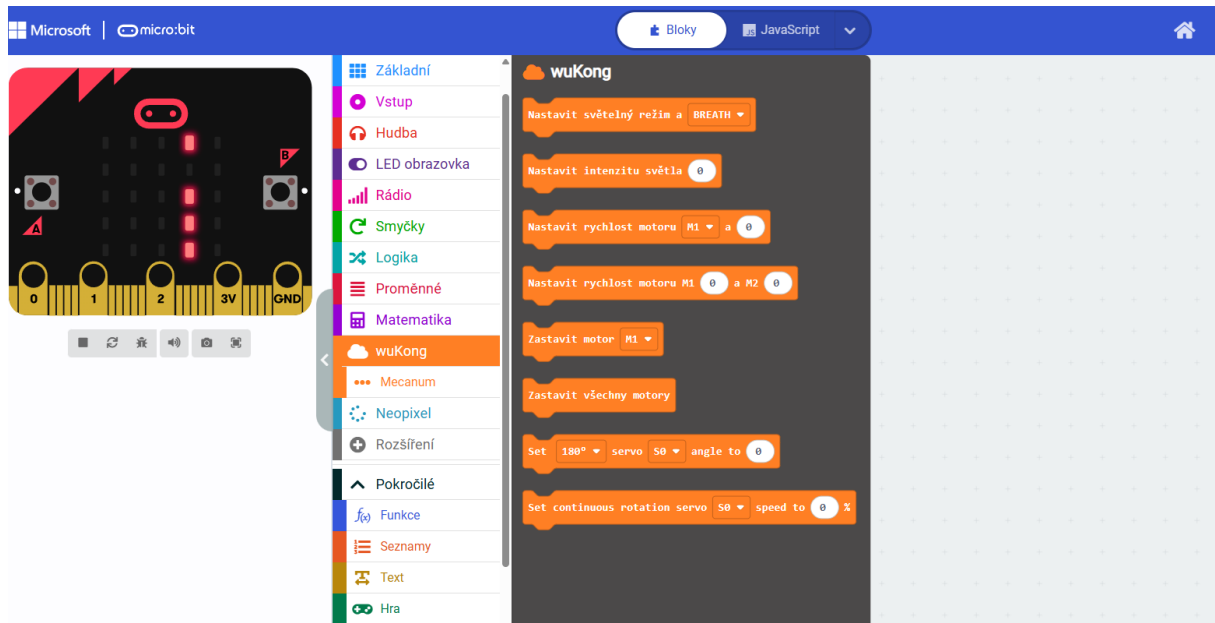 Microsoft micro:bit Bloky JavaScript
Základní
Vstup
Hudba
LED obrazovka
Rádio
Smyčky
Logika
Proměnné
Matematika
wuKong
Mecanum
Neopixel
Rozšíření
Pokročilé
f(x) Funkce
Seznamy
Text
Hra
wuKong
Nastavit světelný režim a BREATH
Nastavit intenzitu světla 0
Nastavit rychlost motoru M1 a 0
Nastavit rychlost motoru M1 0 a M2 0
Zastavit motor M1
Zastavit všechny motory
Set 180° servo S0 angle to 0
Set continuous rotation servo S0 speed to 0 %
B
A
0 1 2 3V GND